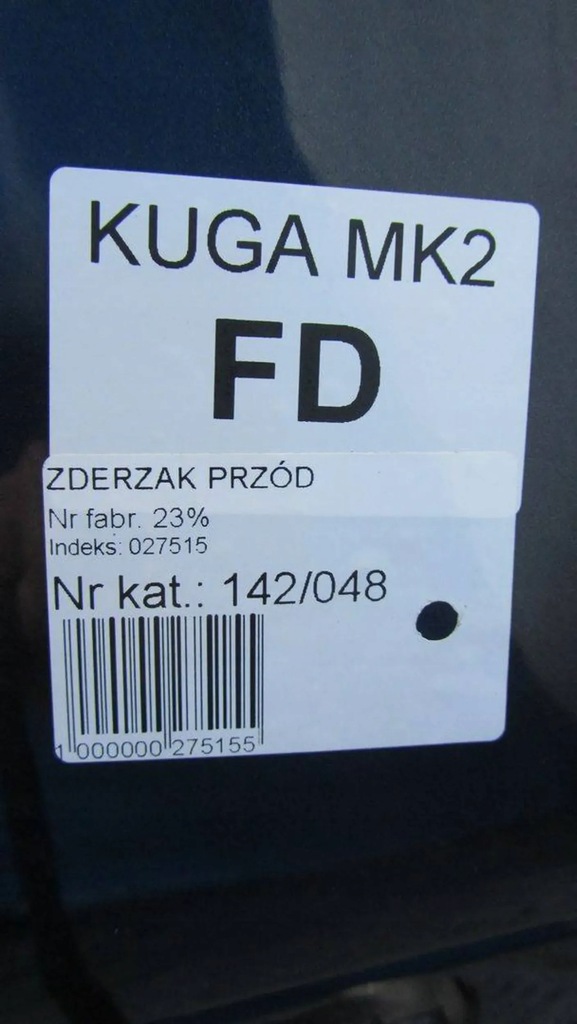 KUGA MK2
FD
ZDERZAK PRZÓD
Nr fabr. 23%
Indeks: 027515
Nr kat.: 142/048
1 000000 275155